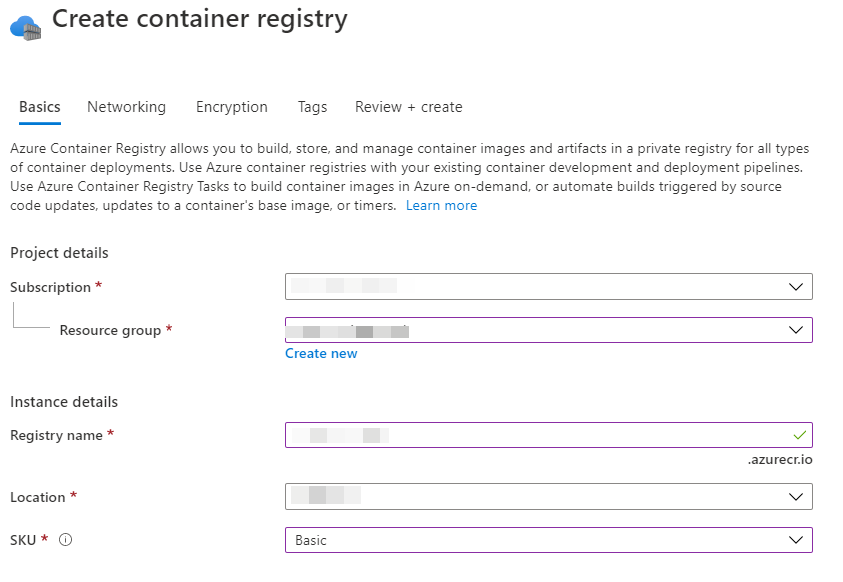 Create container registry
Basics Networking Encryption Tags Review + create
Azure Container Registry allows you to build, store, and manage container images and artifacts in a private registry for all types
of container deployments. Use Azure container registries with your existing container development and deployment pipelines.
Use Azure Container Registry Tasks to build container images in Azure on-demand, or automate builds triggered by source
code updates, updates to a container's base image, or timers. Learn more
Project details
Subscription *
Resource group *
Create new
Instance details
Registry name *
.azurecr.io
Location *
SKU * Basic